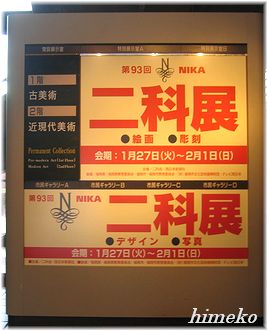 常設展示室
特別展示室A
特別展示室B
1階
古美術
2階
近現代美術
Permanent Collection
第93回 NIKA
二科展
●絵画 ●彫刻
会期:1月27日(火)〜2月1日(日)
市民ギャラリーA
市民ギャラリーB
市民ギャラリーC
市民ギャラリーD
第93回 NIKA
二科展
●デザイン ●写真
会期:1月27日(火)〜2月1日(日)
himeko